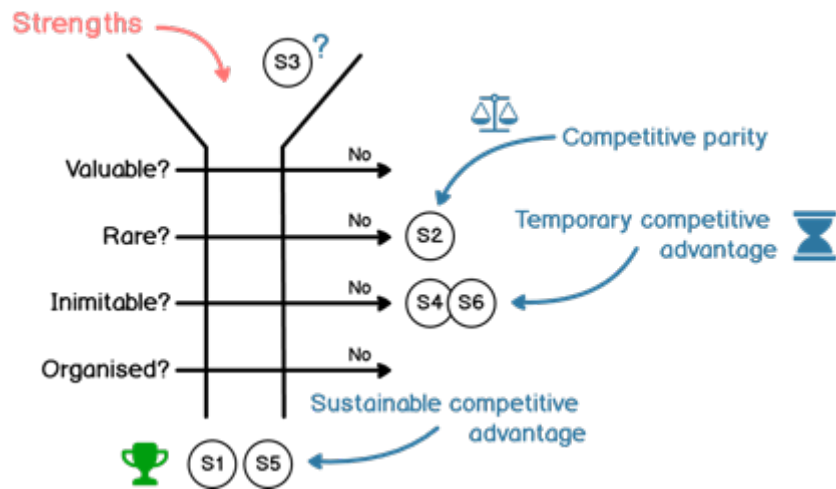 Strengths
S3 ?
Competitive parity
Valuable? No
Rare? No S2
Temporary competitive
advantage
Inimitable? No S4 S6
Organised? No
Sustainable competitive
advantage
S1 S5